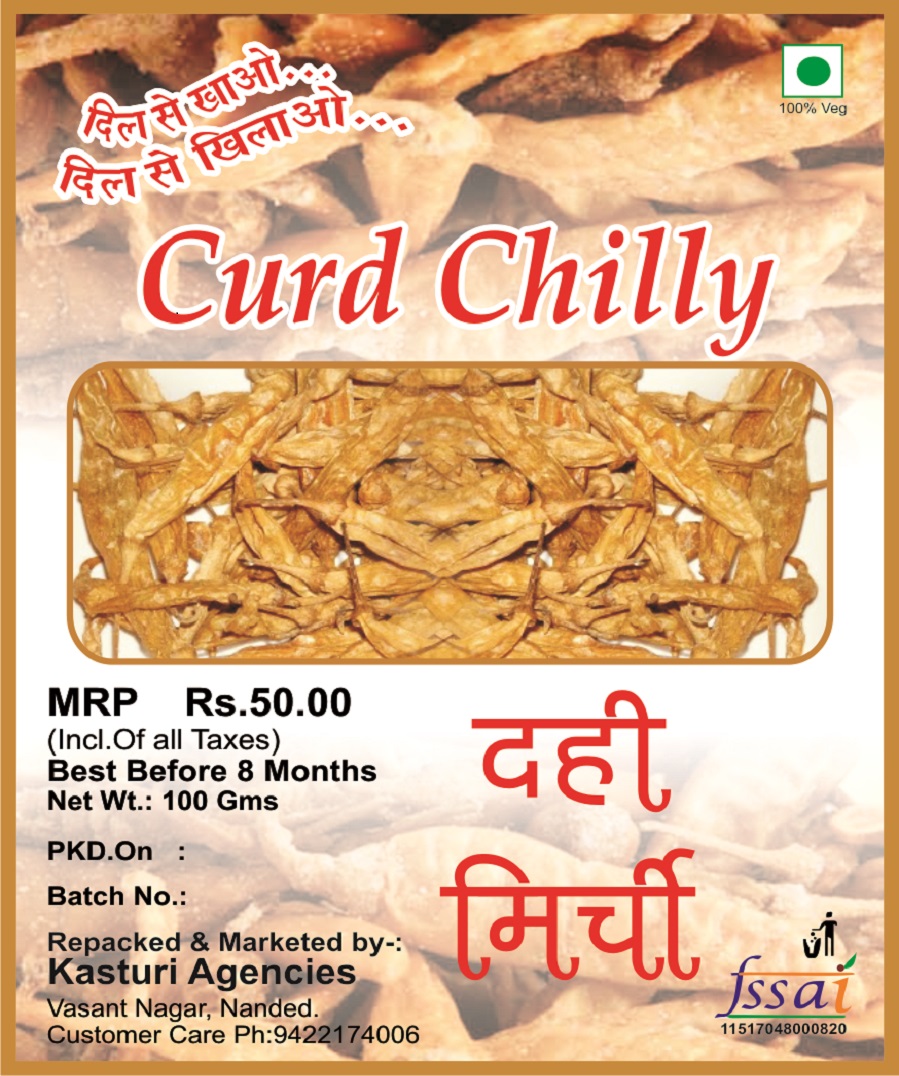 दिल से खाओ...
दिल से खिलाओ...
100% Veg
Curd Chilly
MRP Rs.50.00
(Incl.Of all Taxes)
Best Before 8 Months
Net Wt.: 100 Gms
दही
PKD.On :
Batch No.:
मिर्ची
Repacked & Marketed by-:
Kasturi Agencies
Vasant Nagar, Nanded.
Customer Care Ph:9422174006
fssai
11517048000820